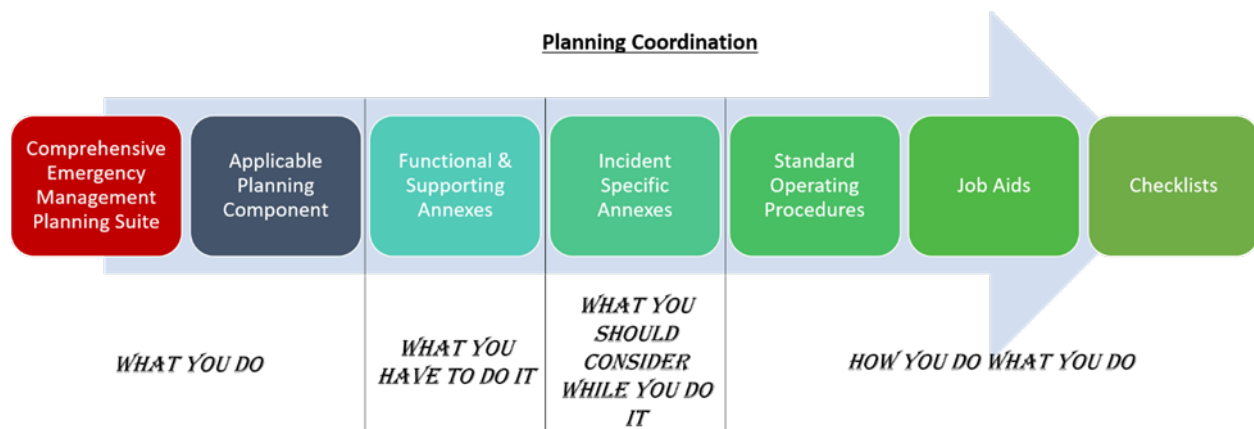 Planning Coordination
Comprehensive
Emergency
Management
Planning Suite
Applicable
Planning
Component
Functional &
Supporting
Annexes
Incident
Specific
Annexes
Standard
Operating
Procedures
Job Aids
Checklists
WHAT YOU DO
WHAT YOU
HAVE TO DO IT
WHAT YOU
SHOULD
CONSIDER
WHILE YOU DO
IT
HOW YOU DO WHAT YOU DO